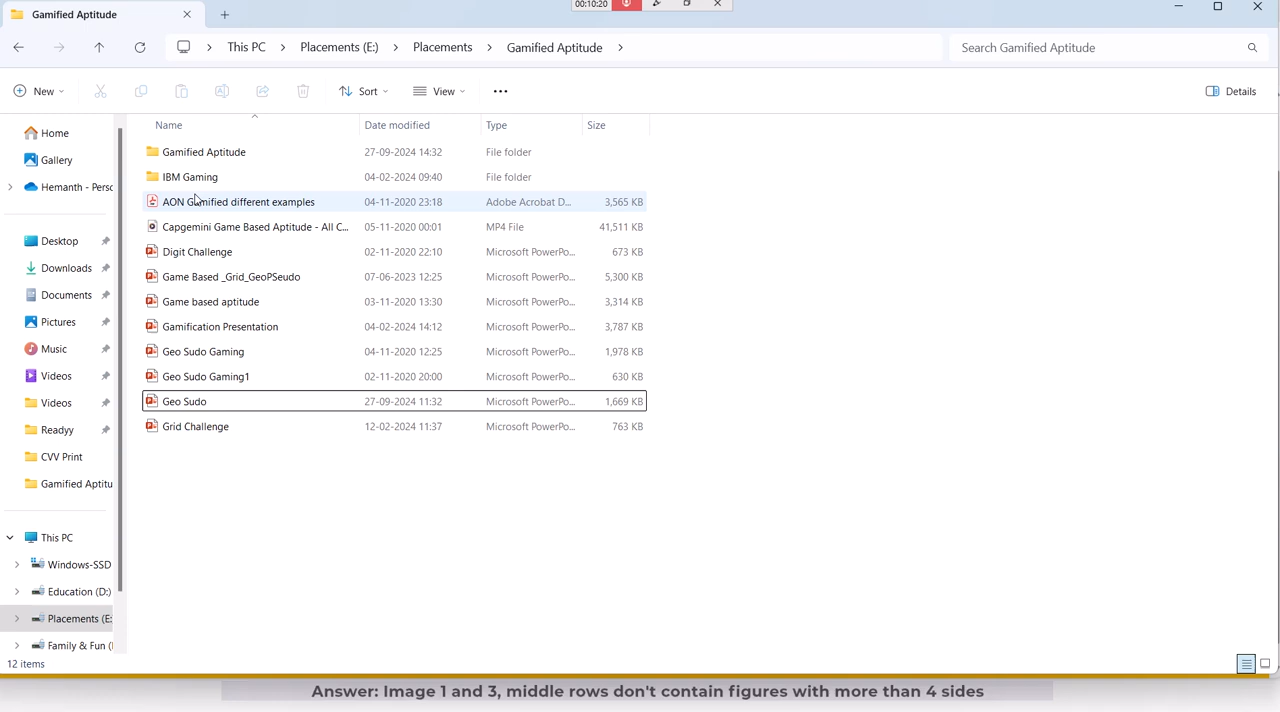 Gamified Aptitude
00:10:20
This PC > Placements (E:) > Placements > Gamified Aptitude >
Search Gamified Aptitude
New
Sort
View
Details
Name Date modified Type Size
Home
Gallery
Hemanth - Persc
Desktop
Downloads
Documents
Pictures
Music
Videos
Videos
Readyy
CVV Print
Gamified Aptitu
This PC
Windows-SSD
Education (D:)
Placements (E:
Family & Fun (
Gamified Aptitude 27-09-2024 14:32 File folder
IBM Gaming 04-02-2024 09:40 File folder
AON Gamified different examples 04-11-2020 23:18 Adobe Acrobat D... 3,565 KB
Capgemini Game Based Aptitude - All C... 05-11-2020 00:01 MP4 File 41,511 KB
Digit Challenge 02-11-2020 22:10 Microsoft PowerPo... 673 KB
Game Based _Grid_GeoPSeudo 07-06-2023 12:25 Microsoft PowerPo... 5,300 KB
Game based aptitude 03-11-2020 13:30 Microsoft PowerPo... 3,314 KB
Gamification Presentation 04-02-2024 14:12 Microsoft PowerPo... 3,787 KB
Geo Sudo Gaming 04-11-2020 12:25 Microsoft PowerPo... 1,978 KB
Geo Sudo Gaming1 02-11-2020 20:00 Microsoft PowerPo... 630 KB
Geo Sudo 27-09-2024 11:32 Microsoft PowerPo... 1,669 KB
Grid Challenge 12-02-2024 11:37 Microsoft PowerPo... 763 KB
12 items
Answer: Image 1 and 3, middle rows don't contain figures with more than 4 sides